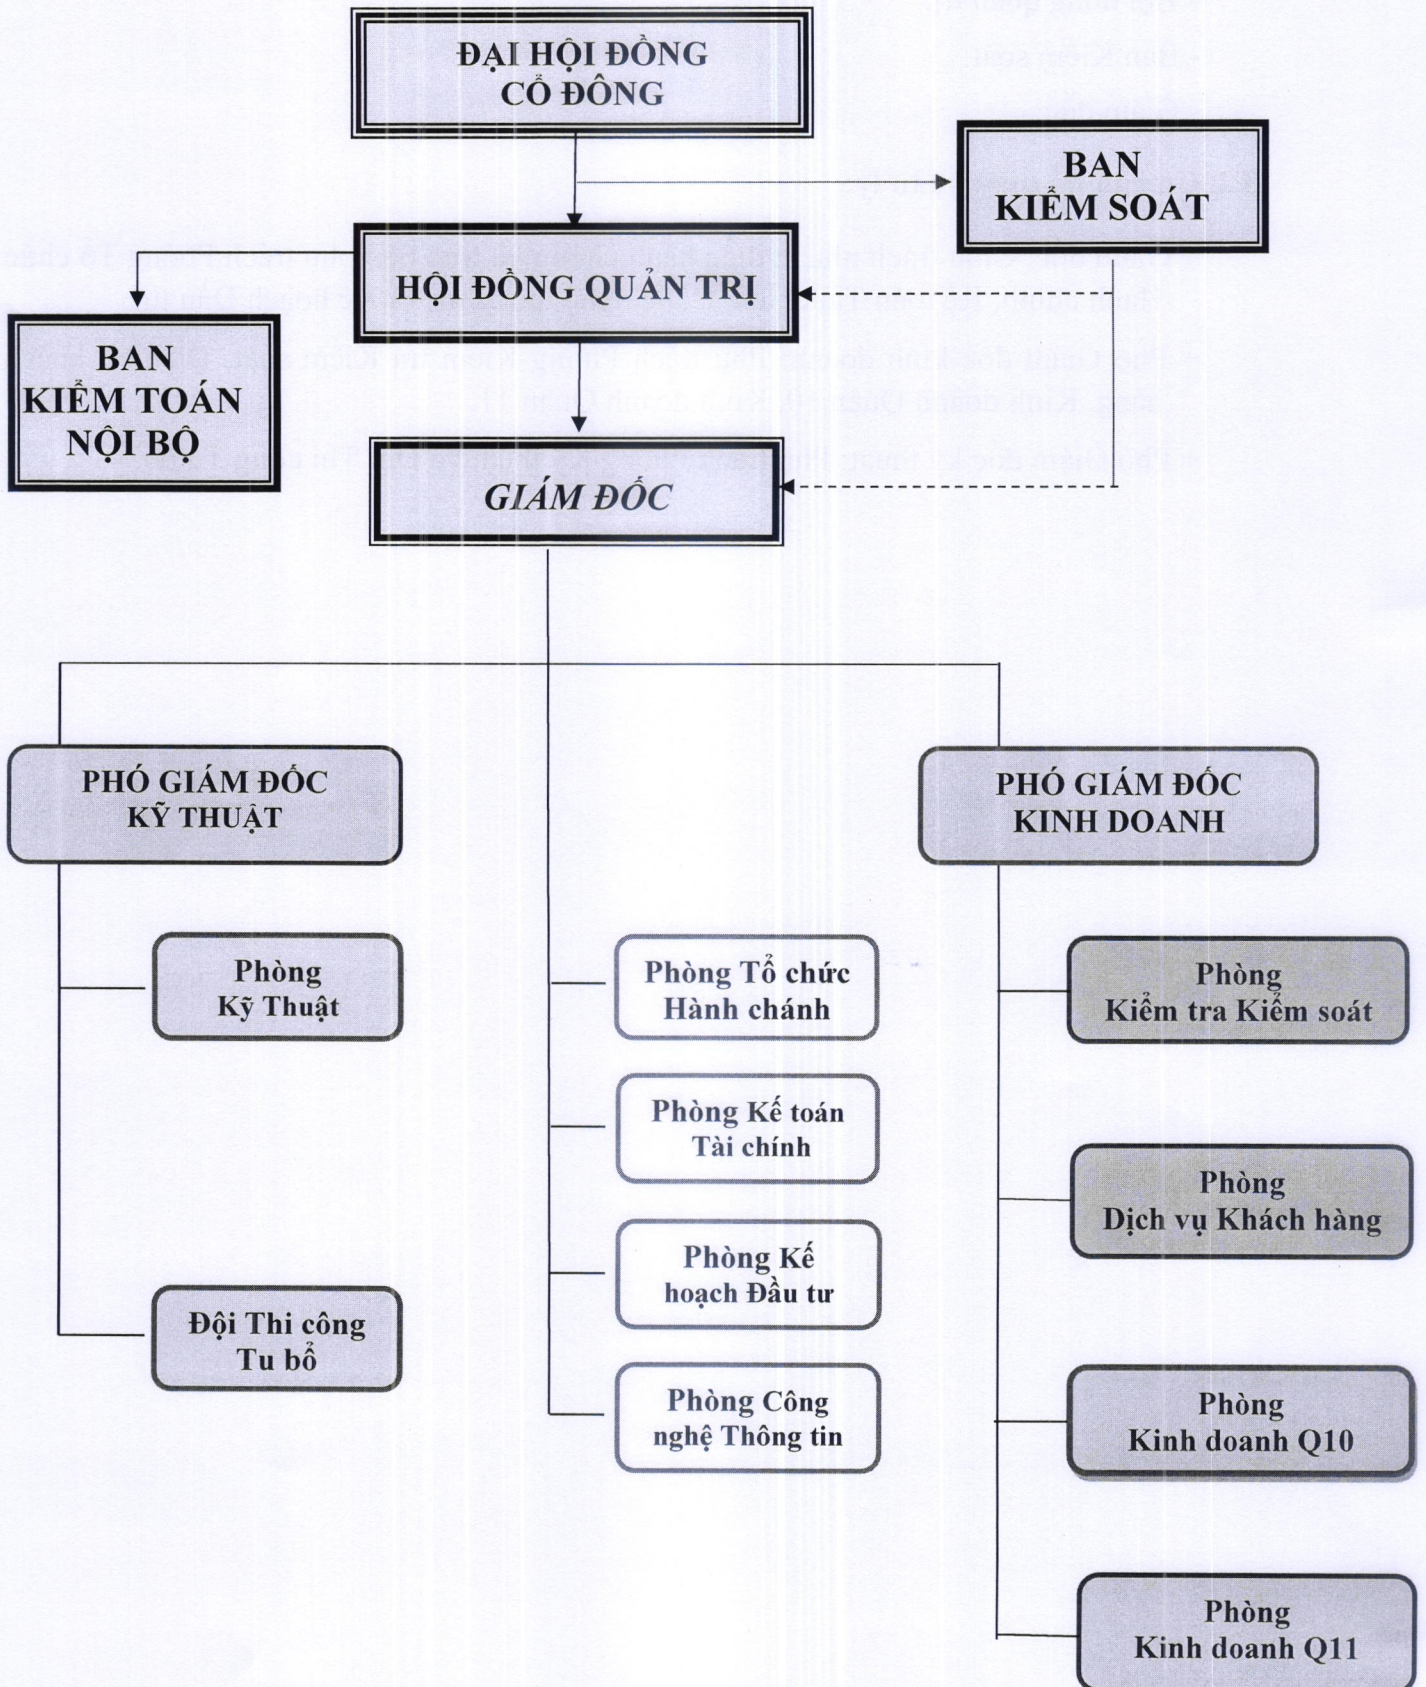 ĐẠI HỘI ĐỒNG
CỔ ĐÔNG
BAN
KIỂM SOÁT
HỘI ĐỒNG QUẢN TRỊ
BAN
KIỂM TOÁN
NỘI BỘ
GIÁM ĐỐC
PHÓ GIÁM ĐỐC
KỸ THUẬT
PHÓ GIÁM ĐỐC
KINH DOANH
Phòng
Kỹ Thuật
Đội Thi công
Tu bổ
Phòng Tổ chức
Hành chánh
Phòng Kế toán
Tài chính
Phòng Kế
hoạch Đầu tư
Phòng Công
nghệ Thông tin
Phòng
Kiểm tra Kiểm soát
Phòng
Dịch vụ Khách hàng
Phòng
Kinh doanh Q10
Phòng
Kinh doanh Q11